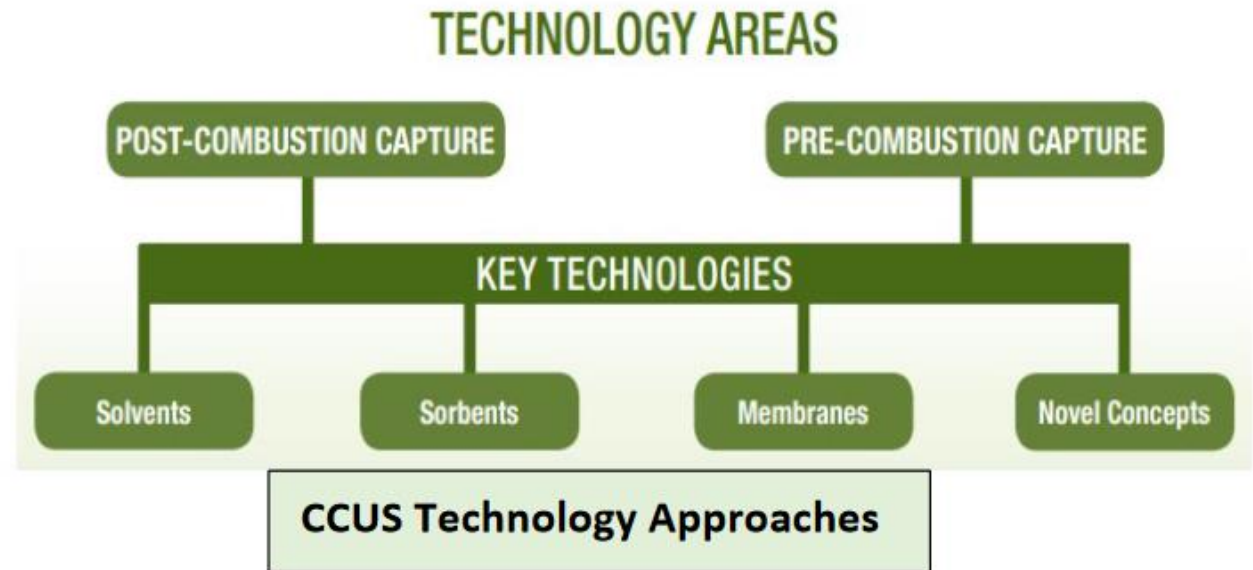 TECHNOLOGY AREAS
POST-COMBUSTION CAPTURE
PRE-COMBUSTION CAPTURE
KEY TECHNOLOGIES
Solvents
Sorbents
Membranes
Novel Concepts
CCUS Technology Approaches